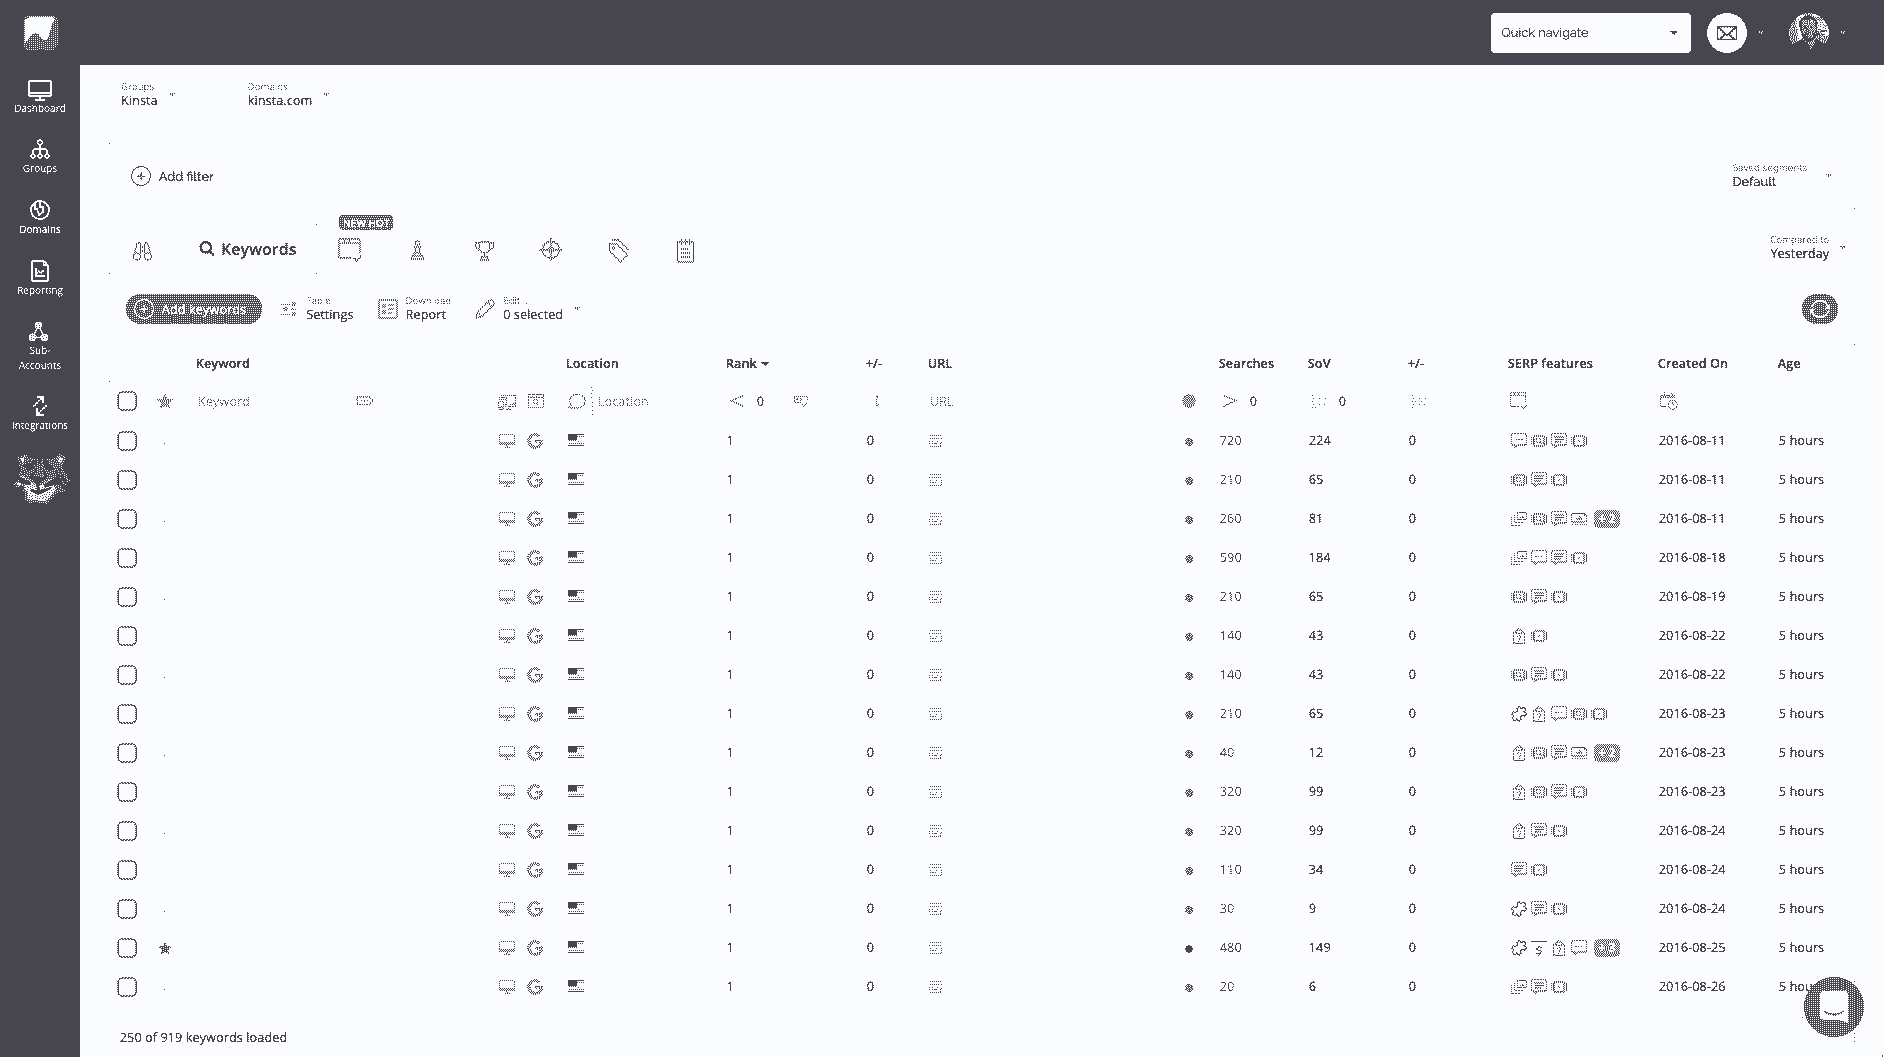 Quick navigate
Dashboard
Groups
Domains
Reporting
Sub-
Accounts
Integrations
Groups
Kinsta
Domains
kinsta.com
Add filter
Saved segments
Default
NEW HOT
Keywords
Compared to
Yesterday
Add keywords
Table
Settings
Download
Report
Edit
0 selected
Keyword Location Rank +/- URL Searches SoV +/- SERP features Created On Age
Keyword Location 0 URL 0 0
1 0 720 224 0 2016-08-11 5 hours
1 0 210 65 0 2016-08-11 5 hours
1 0 260 81 0 +2 2016-08-11 5 hours
1 0 590 184 0 2016-08-18 5 hours
1 0 210 65 0 2016-08-19 5 hours
1 0 140 43 0 2016-08-22 5 hours
1 0 140 43 0 2016-08-22 5 hours
1 0 210 65 0 2016-08-23 5 hours
1 0 40 12 0 +2 2016-08-23 5 hours
1 0 320 99 0 2016-08-23 5 hours
1 0 320 99 0 2016-08-24 5 hours
1 0 110 34 0 2016-08-24 5 hours
1 0 30 9 0 2016-08-24 5 hours
1 0 480 149 0 2016-08-25 5 hours
1 0 20 6 0 2016-08-26 5 hou
250 of 919 keywords loaded